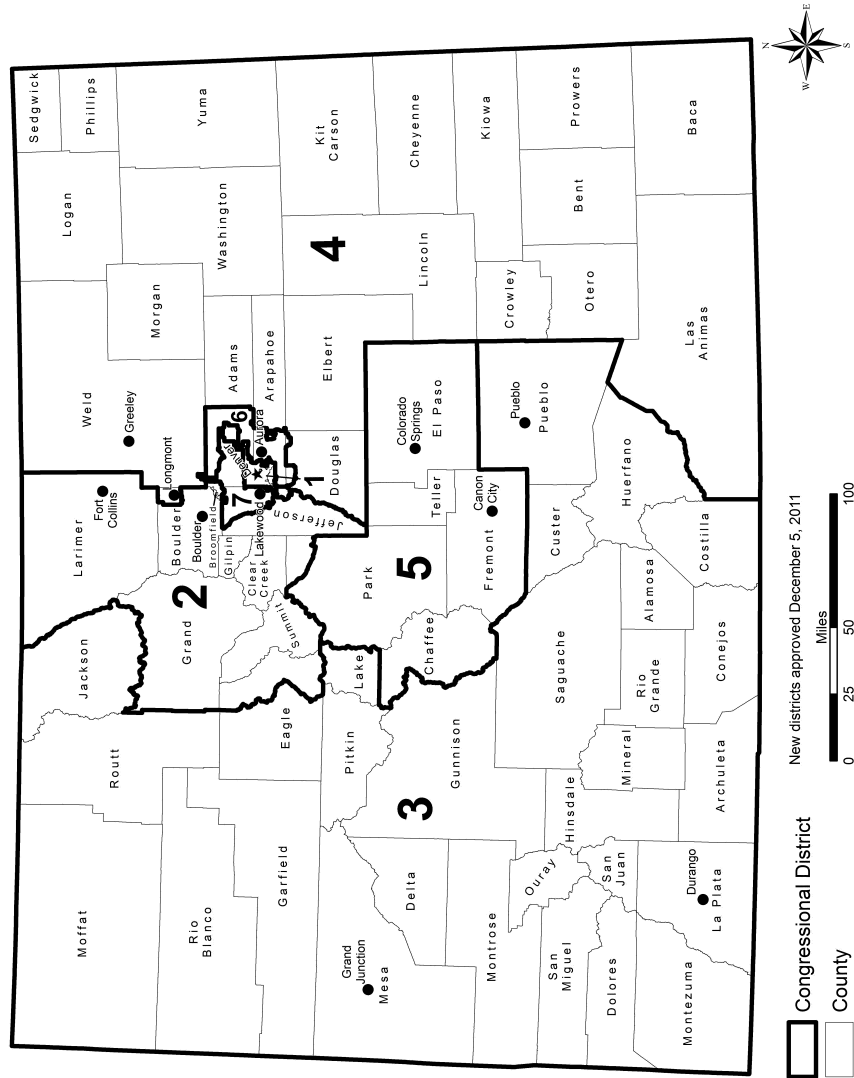 Moffat
Routt
Jackson
Larimer
Fort
Collins
Weld
Greeley
Logan
Sedgwick
Phillips
Rio
Blanco
Grand
2
Boulder
Boulder
Longmont
Broomfield
Morgan
Washington
Yuma
Garfield
Eagle
Summit
Gilpin
Clear
Creek
Lakewood
Jefferson
7
Denver
6
Aurora
1
Adams
Arapahoe
Douglas
Elbert
4
Lincoln
Kit
Carson
Cheyenne
Grand
Junction
Mesa
Delta
Pitkin
Lake
Park
5
Chaffee
Teller
Colorado
Springs
El Paso
3
Gunnison
Montrose
Fremont
Canon
City
Pueblo
Pueblo
Crowley
Kiowa
Ouray
San
Miguel
Hinsdale
Saguache
Custer
Otero
Bent
Prowers
Dolores
San
Juan
Mineral
Rio
Grande
Alamosa
Huerfano
Las
Animas
Baca
Montezuma
Durango
La Plata
Archuleta
Conejos
Costilla
N
W
E
S
Congressional District
County
New districts approved December 5, 2011
Miles
0
25
50
100